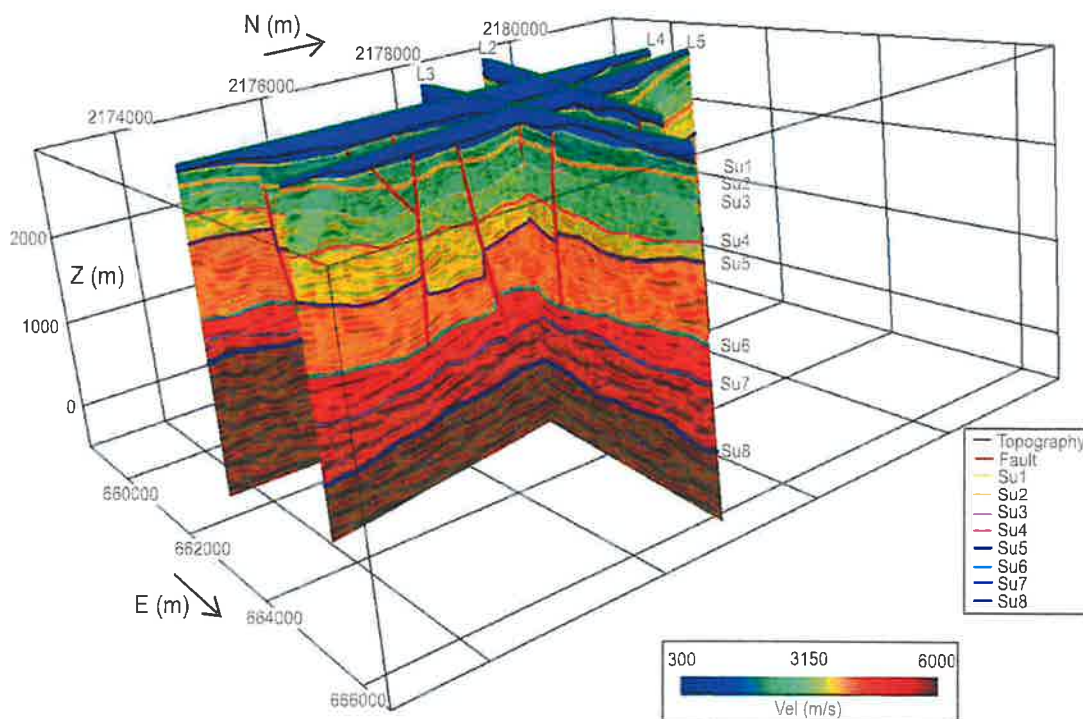 N (m)
2174000
2176000
2178000
2180000
L3
L2
L4
L5
2000
Z (m)
1000
0
Su1
Su2
Su3
Su4
Su5
Su6
Su7
Su8
660000
662000
664000
666000
E (m)
Topography
Fault
Su1
Su2
Su3
Su4
Su5
Su6
Su7
Su8
300 3150 6000
Vel (m/s)